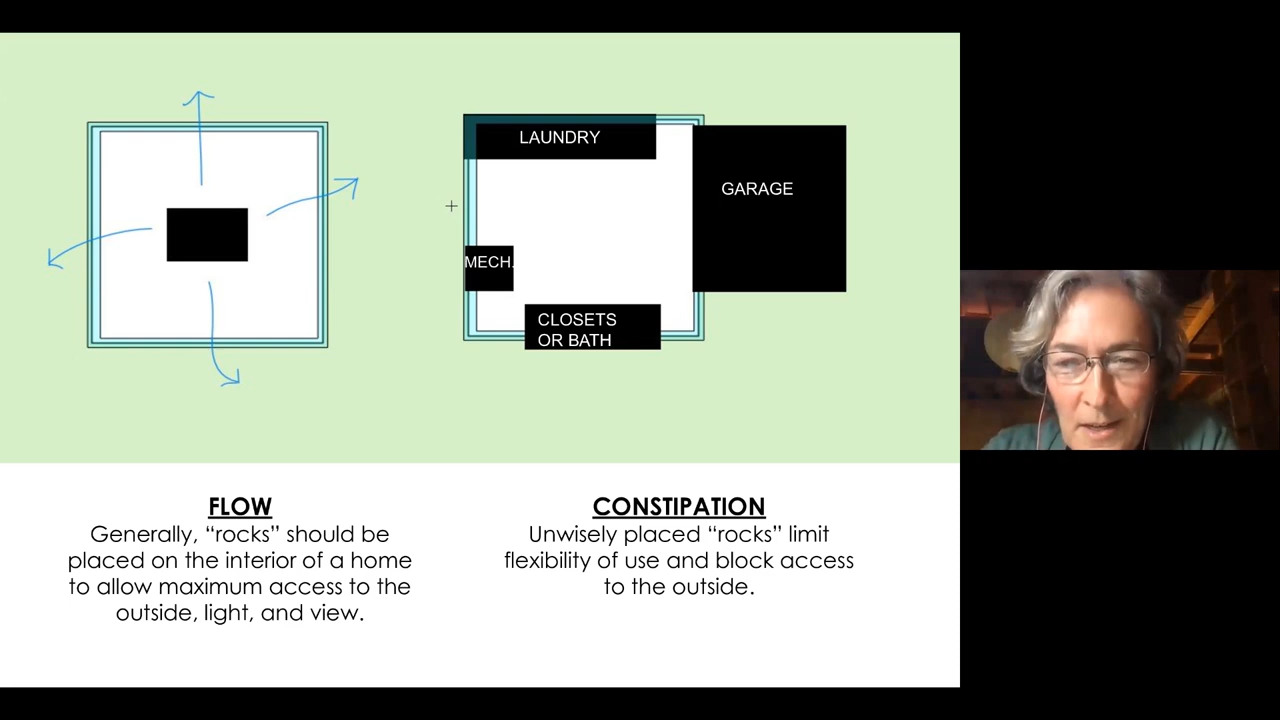 LAUNDRY
GARAGE
MECH.
CLOSETS
OR BATH
FLOW
Generally, “rocks” should be
placed on the interior of a home
to allow maximum access to the
outside, light, and view.
CONSTIPATION
Unwisely placed “rocks” limit
flexibility of use and block access
to the outside.